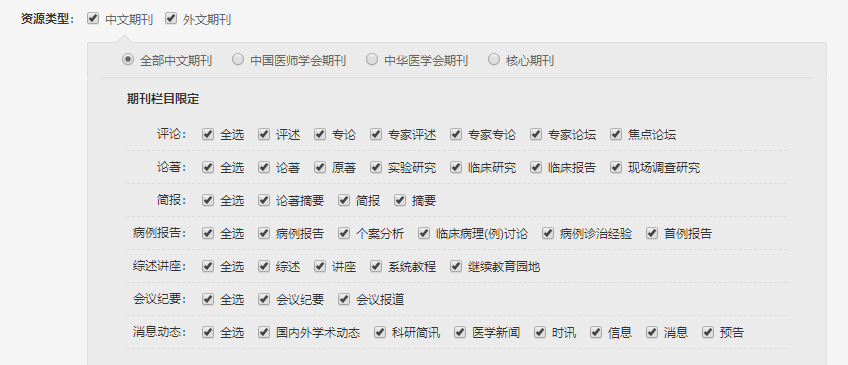 资源类型： 中文期刊 外文期刊
全部中文期刊 中国医师学会期刊 中华医学会期刊 核心期刊
期刊栏目限定
评论： 全选 评述 专论 专家评述 专家专论 专家论坛 焦点论坛
论著： 全选 论著 原著 实验研究 临床研究 临床报告 现场调查研究
简报： 全选 论著摘要 简报 摘要
病例报告： 全选 病例报告 个案分析 临床病理(例)讨论 病例诊治经验 首例报告
综述讲座： 全选 综述 讲座 系统教程 继续教育园地
会议纪要： 全选 会议纪要 会议报道
消息动态： 全选 国内外学术动态 科研简讯 医学新闻 时讯 信息 消息 预告